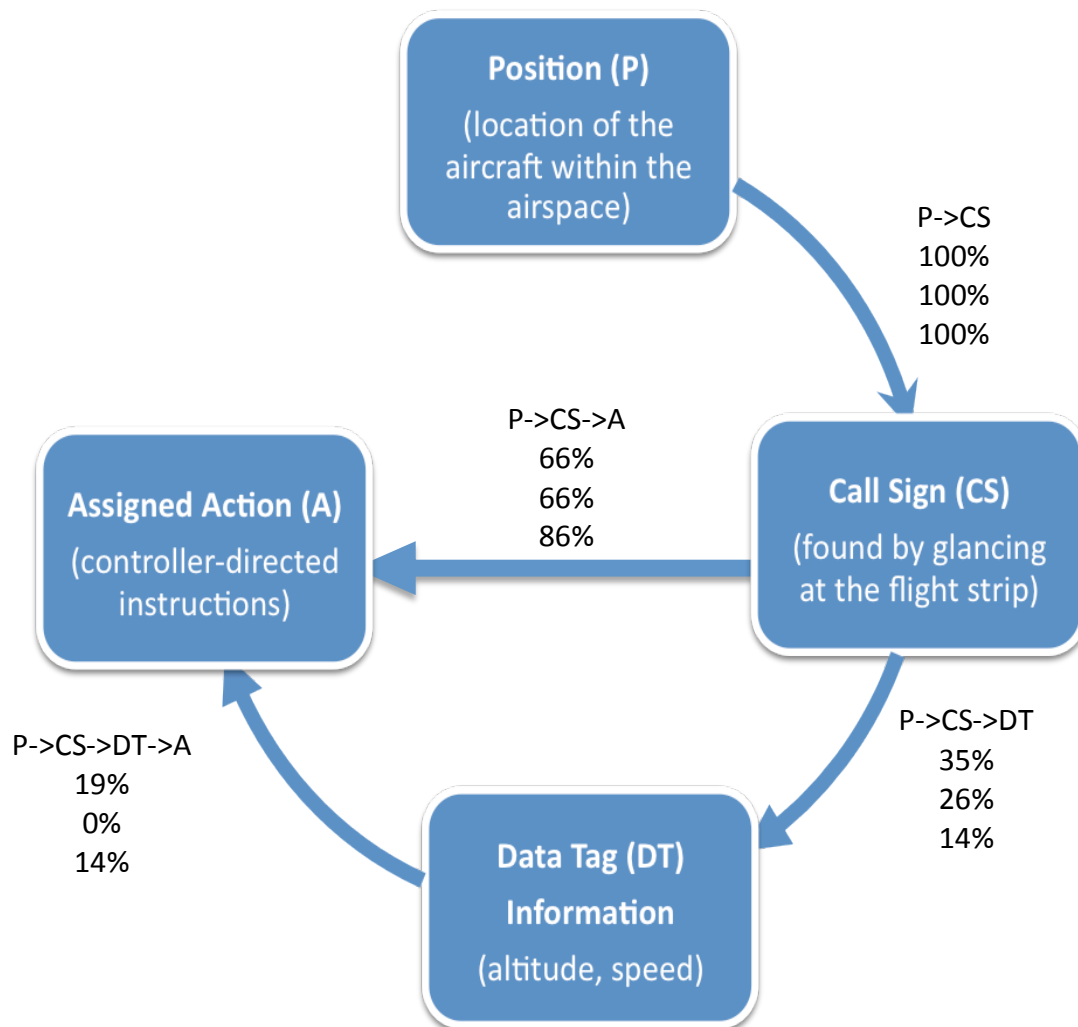 Position (P)
(location of the
aircraft within the
airspace)
P->CS
100%
100%
100%
P->CS->A
66%
66%
86%
Assigned Action (A)
(controller-directed
instructions)
Call Sign (CS)
(found by glancing
at the flight strip)
P->CS->DT
35%
26%
14%
P->CS->DT->A
19%
0%
14%
Data Tag (DT)
Information
(altitude, speed)